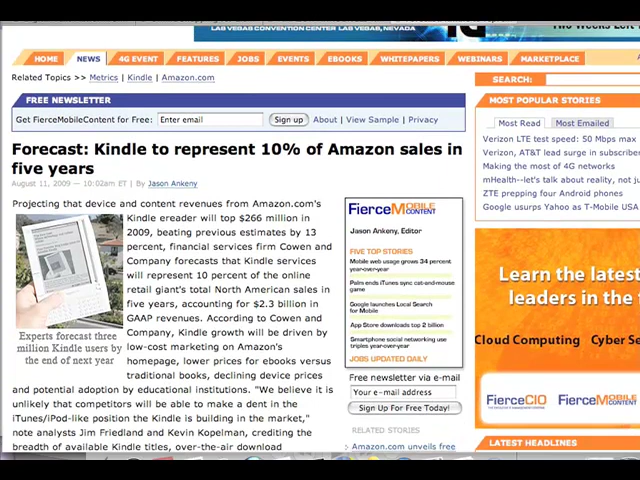 LAS VEGAS CONVENTION CENTER LAS VEGAS, NEVADA
HOME
NEWS
4G EVENT
FEATURES
JOBS
EVENTS
EBOOKS
WHITEPAPERS
WEBINARS
MARKETPLACE
Related Topics >> Metrics | Kindle | Amazon.com
SEARCH:
FREE NEWSLETTER
Get FierceMobileContent for Free: Enter email Sign up About | View Sample | Privacy
Forecast: Kindle to represent 10% of Amazon sales in
five years
August 11, 2009 — 10:02am ET | By Jason Ankeny
Projecting that device and content revenues from Amazon.com's
Kindle ereader will top $266 million in
2009, beating previous estimates by 13
percent, financial services firm Cowen and
Company forecasts that Kindle services
will represent 10 percent of the online
retail giant's total North American sales in
five years, accounting for $2.3 billion in
GAAP revenues. According to Cowen and
Company, Kindle growth will be driven by
low-cost marketing on Amazon's
homepage, lower prices for ebooks versus
traditional books, declining device prices
and potential adoption by educational institutions. "We believe it is
unlikely that competitors will be able to make a dent in the
iTunes/iPod-like position the Kindle is building in the market,"
note analysts Jim Friedland and Kevin Kopelman, crediting the
breadth of available Kindle titles, over-the-air download
Experts forecast three
million Kindle users by
the end of next year
FIERCEMOBILE
CONTENT
Jason Ankeny, Editor
FIVE TOP STORIES
Mobile web usage grows 34 percent
year-over-year
Palm ends iTunes sync cat-and-mouse
game
Google launches Local Search
for Mobile
App Store downloads top 2 billion
Smartphone social networking use
triples year-over-year
JOBS UPDATED DAILY
Free newsletter via e-mail
Your e-mail address
Sign Up For Free Today!
RELATED STORIES
Amazon.com unveils free
MOST POPULAR STORIES
Most Read
Most Emailed
Verizon LTE test speed: 50 Mbps max
Verizon, AT&T lead surge in subscriber
Making the most of 4G networks
mHealth--let's talk about reality, not ju
ZTE prepping four Android phones
Google usurps Yahoo as T-Mobile USA
Learn the latest
leaders in the
Cloud Computing Cyber Se
FIERCECIO
FIERCEMOBILE
LATEST HEADLINES